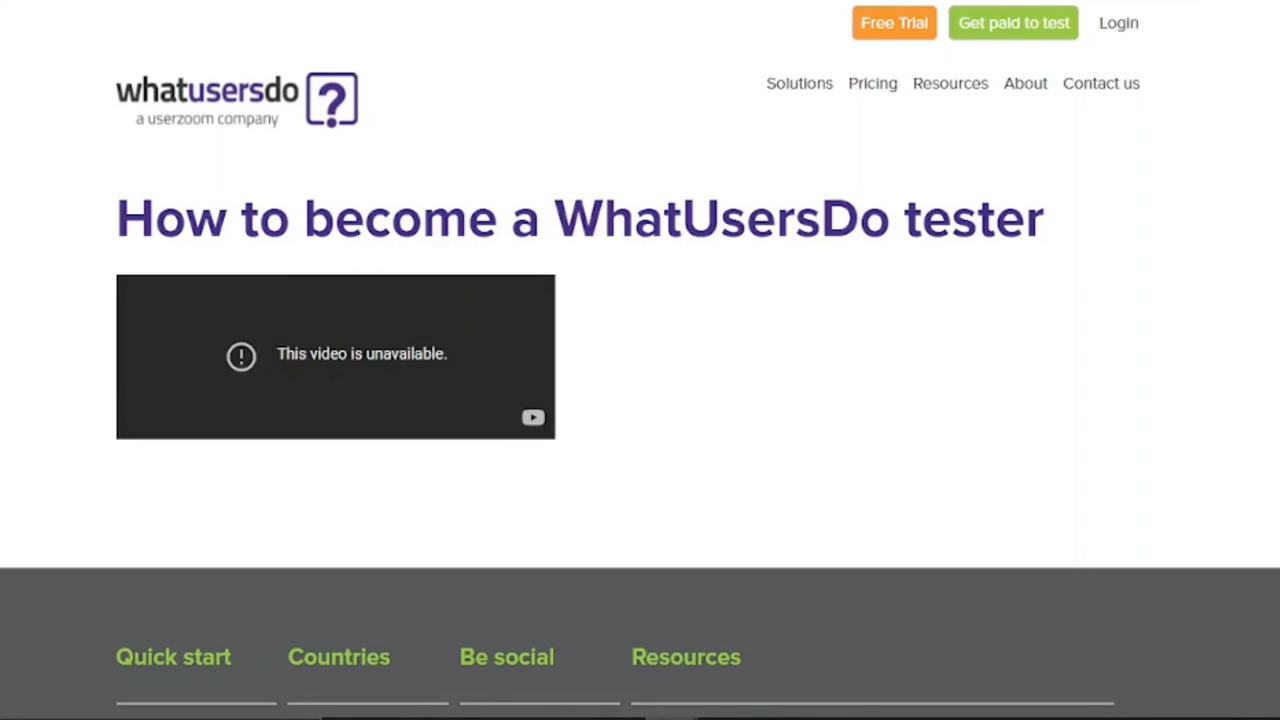 Free Trial Get paid to test Login
whatusersdo ?
a userzoom company
Solutions Pricing Resources About Contact us
How to become a WhatUsersDo tester
This video is unavailable.
Quick start Countries Be social Resources